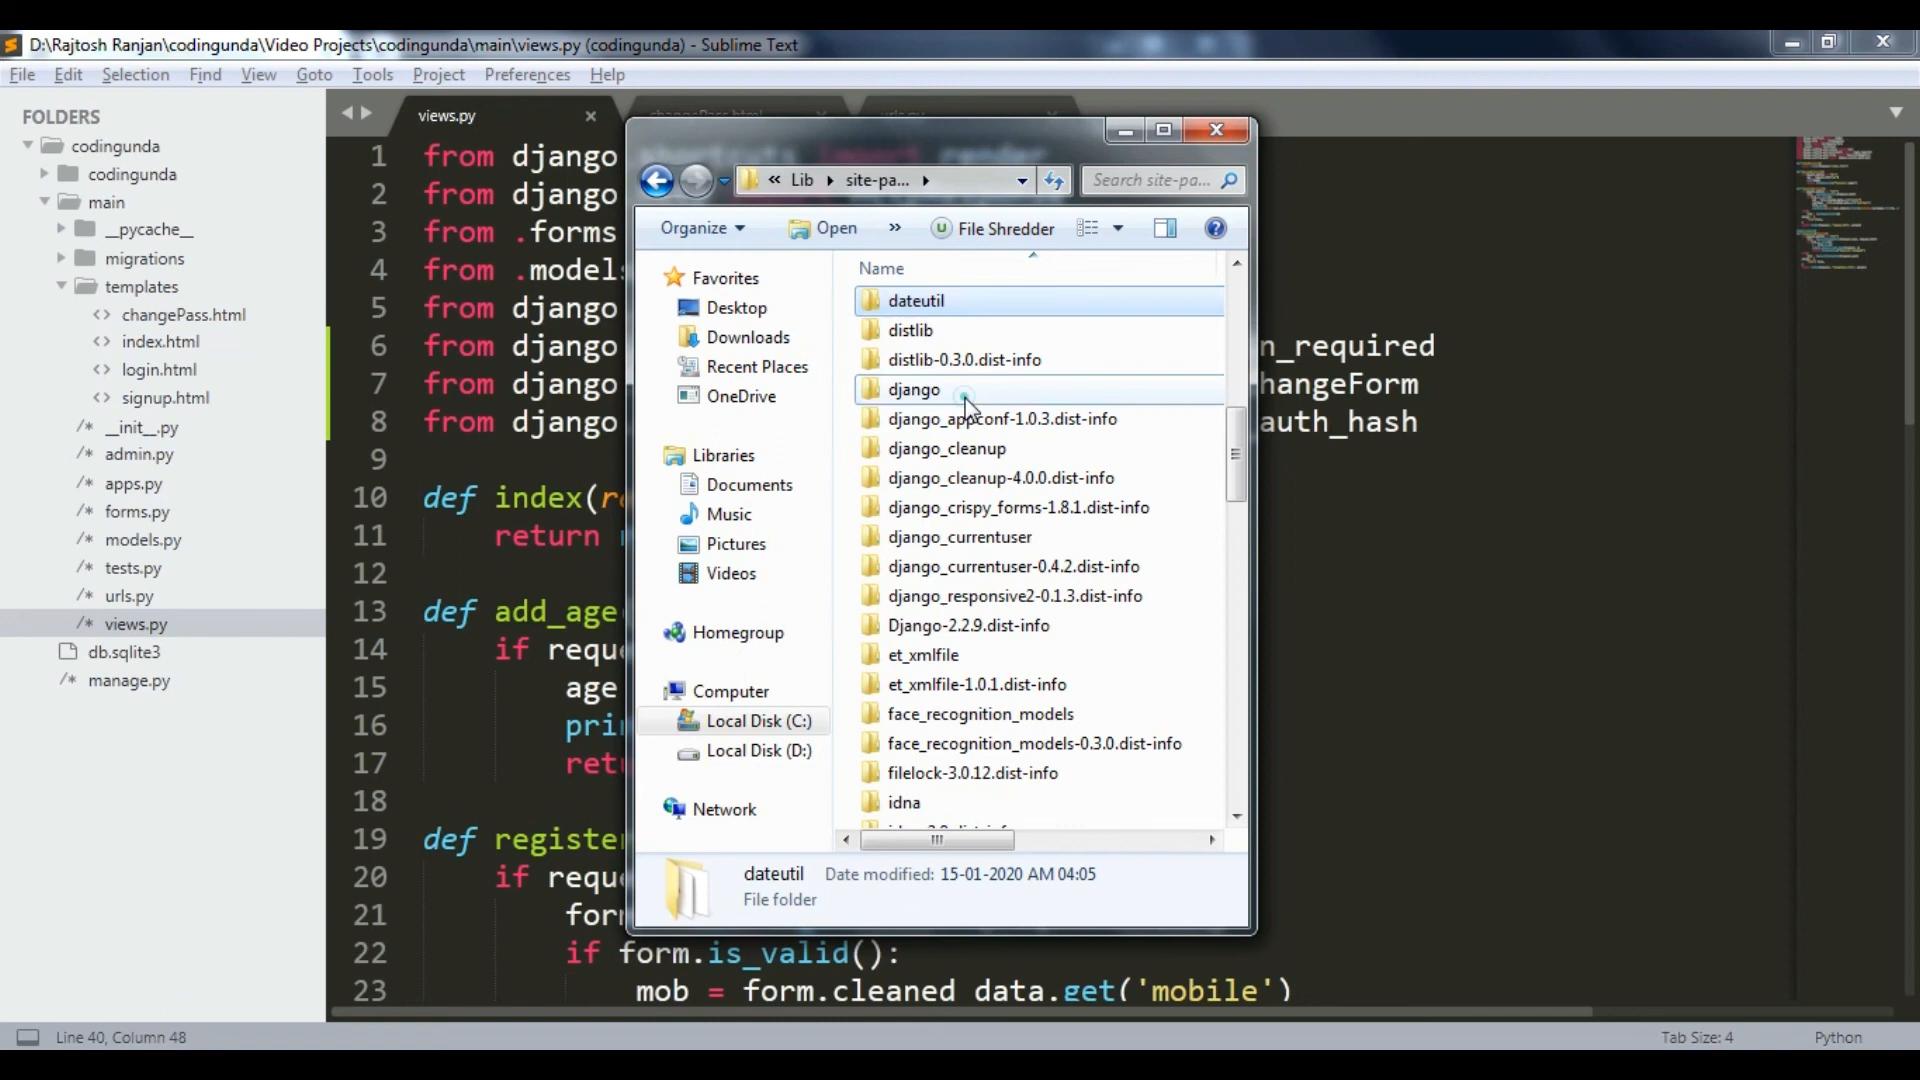 D:\Rajtosh Ranjan\codingunda\Video Projects\codingunda\main\views.py (codingunda) - Sublime Text
File Edit Selection Find View Goto Tools Project Preferences Help
FOLDERS
codingunda
codingunda
main
__pycache__
migrations
templates
<> changePass.html
<> index.html
<> login.html
<> signup.html
/* __init__.py
/* admin.py
/* apps.py
/* forms.py
/* models.py
/* tests.py
/* urls.py
/* views.py
db.sqlite3
/* manage.py
views.py
1 from django
2 from django
3 from .forms
4 from .models
5 from django
6 from django n_required
7 from django hangeForm
8 from django auth_hash
9
10 def index(re
11 return
12
13 def add_age
14 if reque
15 age
16 prin
17 retu
18
19 def register
20 if reque
21 for
22 if form.is_valid():
23 mob = form.cleaned_data.get('mobile')
« Lib ▸ site-pa... ▸
Search site-pa...
Organize Open » File Shredder
Favorites
Desktop
Downloads
Recent Places
OneDrive
Libraries
Documents
Music
Pictures
Videos
Homegroup
Computer
Local Disk (C:)
Local Disk (D:)
Network
Name
dateutil
distlib
distlib-0.3.0.dist-info
django
django_appconf-1.0.3.dist-info
django_cleanup
django_cleanup-4.0.0.dist-info
django_crispy_forms-1.8.1.dist-info
django_currentuser
django_currentuser-0.4.2.dist-info
django_responsive2-0.1.3.dist-info
Django-2.2.9.dist-info
et_xmlfile
et_xmlfile-1.0.1.dist-info
face_recognition_models
face_recognition_models-0.3.0.dist-info
filelock-3.0.12.dist-info
idna
dateutil Date modified: 15-01-2020 AM 04:05
File folder
Line 40, Column 48
Tab Size: 4
Python